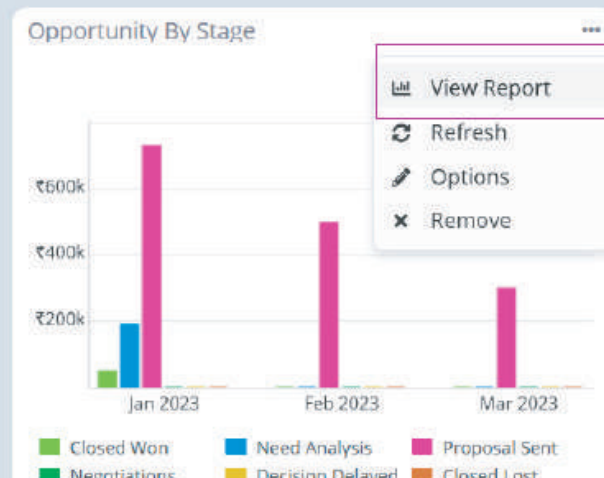 Opportunity By Stage
View Report
Refresh
Options
Remove
₹600k
₹400k
₹200k
Jan 2023 Feb 2023 Mar 2023
Closed Won Need Analysis Proposal Sent
Negotiations Decision Delayed Closed Lost